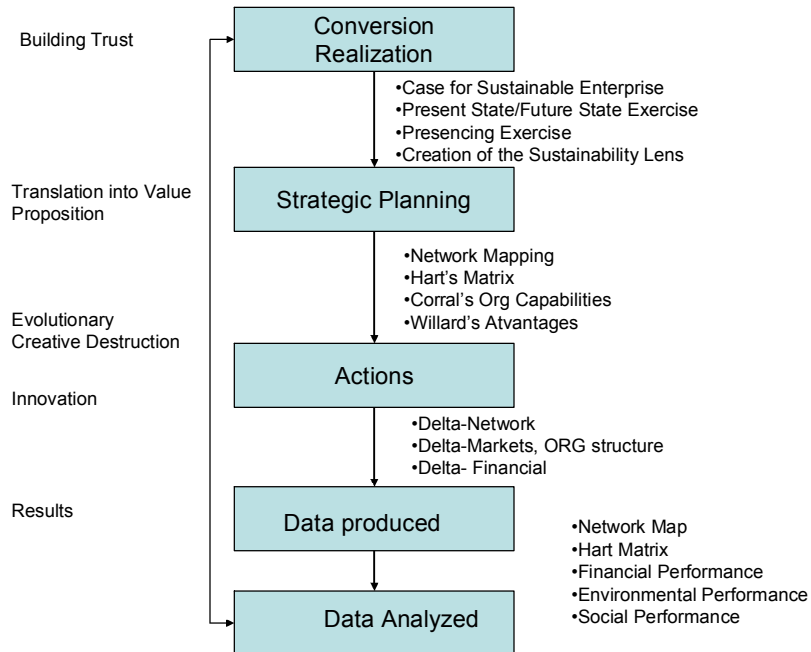 Building Trust
Conversion
Realization
•Case for Sustainable Enterprise
•Present State/Future State Exercise
•Presencing Exercise
•Creation of the Sustainability Lens
Translation into Value
Proposition
Strategic Planning
•Network Mapping
•Hart's Matrix
•Corral's Org Capabilities
•Willard's Atvantages
Evolutionary
Creative Destruction
Actions
Innovation
•Delta-Network
•Delta-Markets, ORG structure
•Delta- Financial
Results
Data produced
•Network Map
•Hart Matrix
•Financial Performance
•Environmental Performance
•Social Performance
Data Analyzed